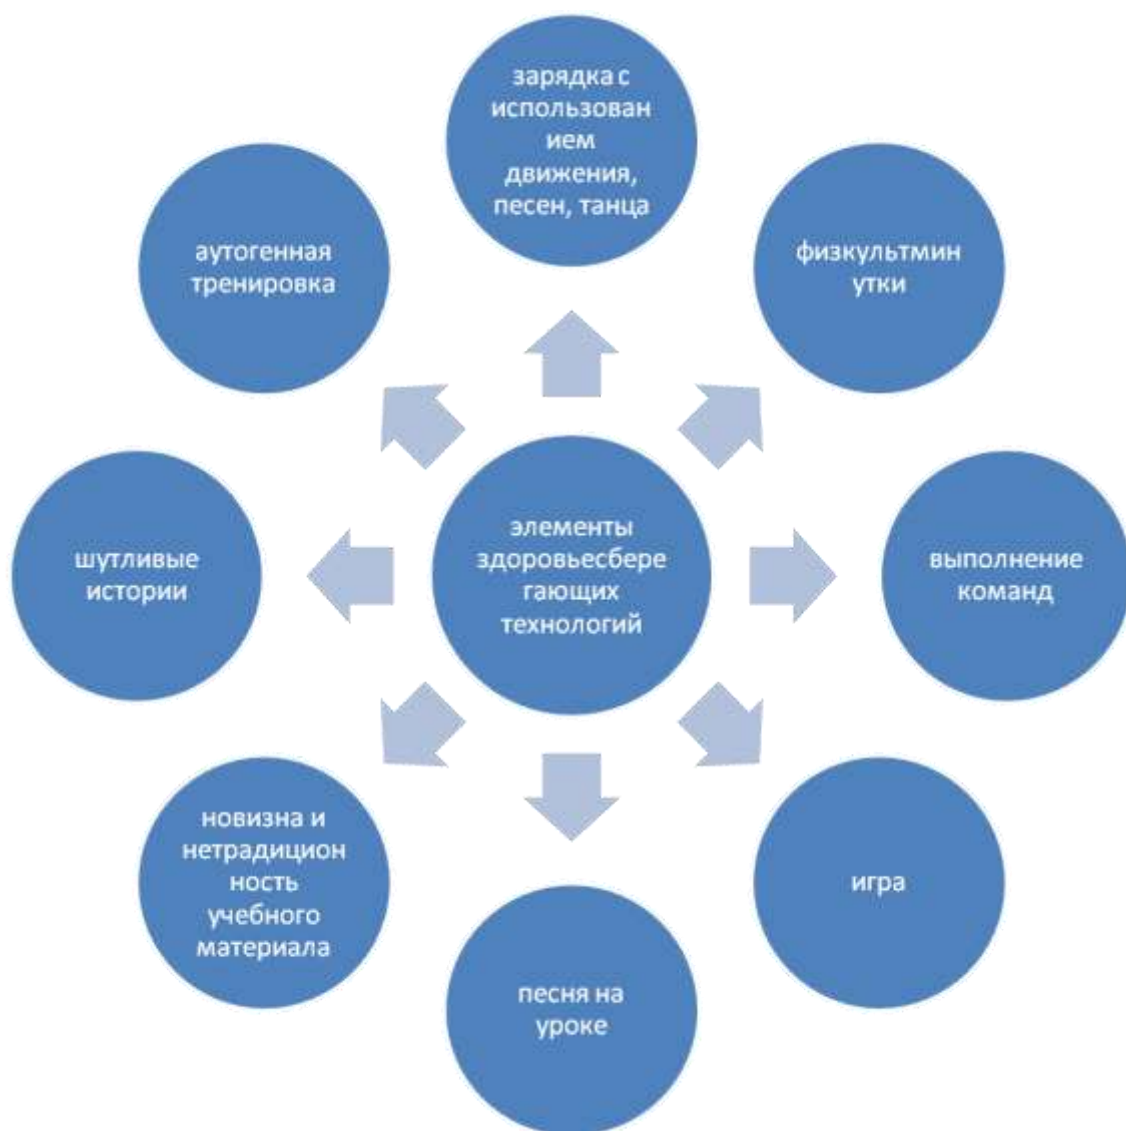 зарядка с
использован
ием
движения,
песен, танца
аутогенная
тренировка
физкультмин
утки
шутливые
истории
элементы
здоровьесбере
гающих
технологий
выполнение
команд
новизна и
нетрадицион
ность
учебного
материала
игра
песня на
уроке